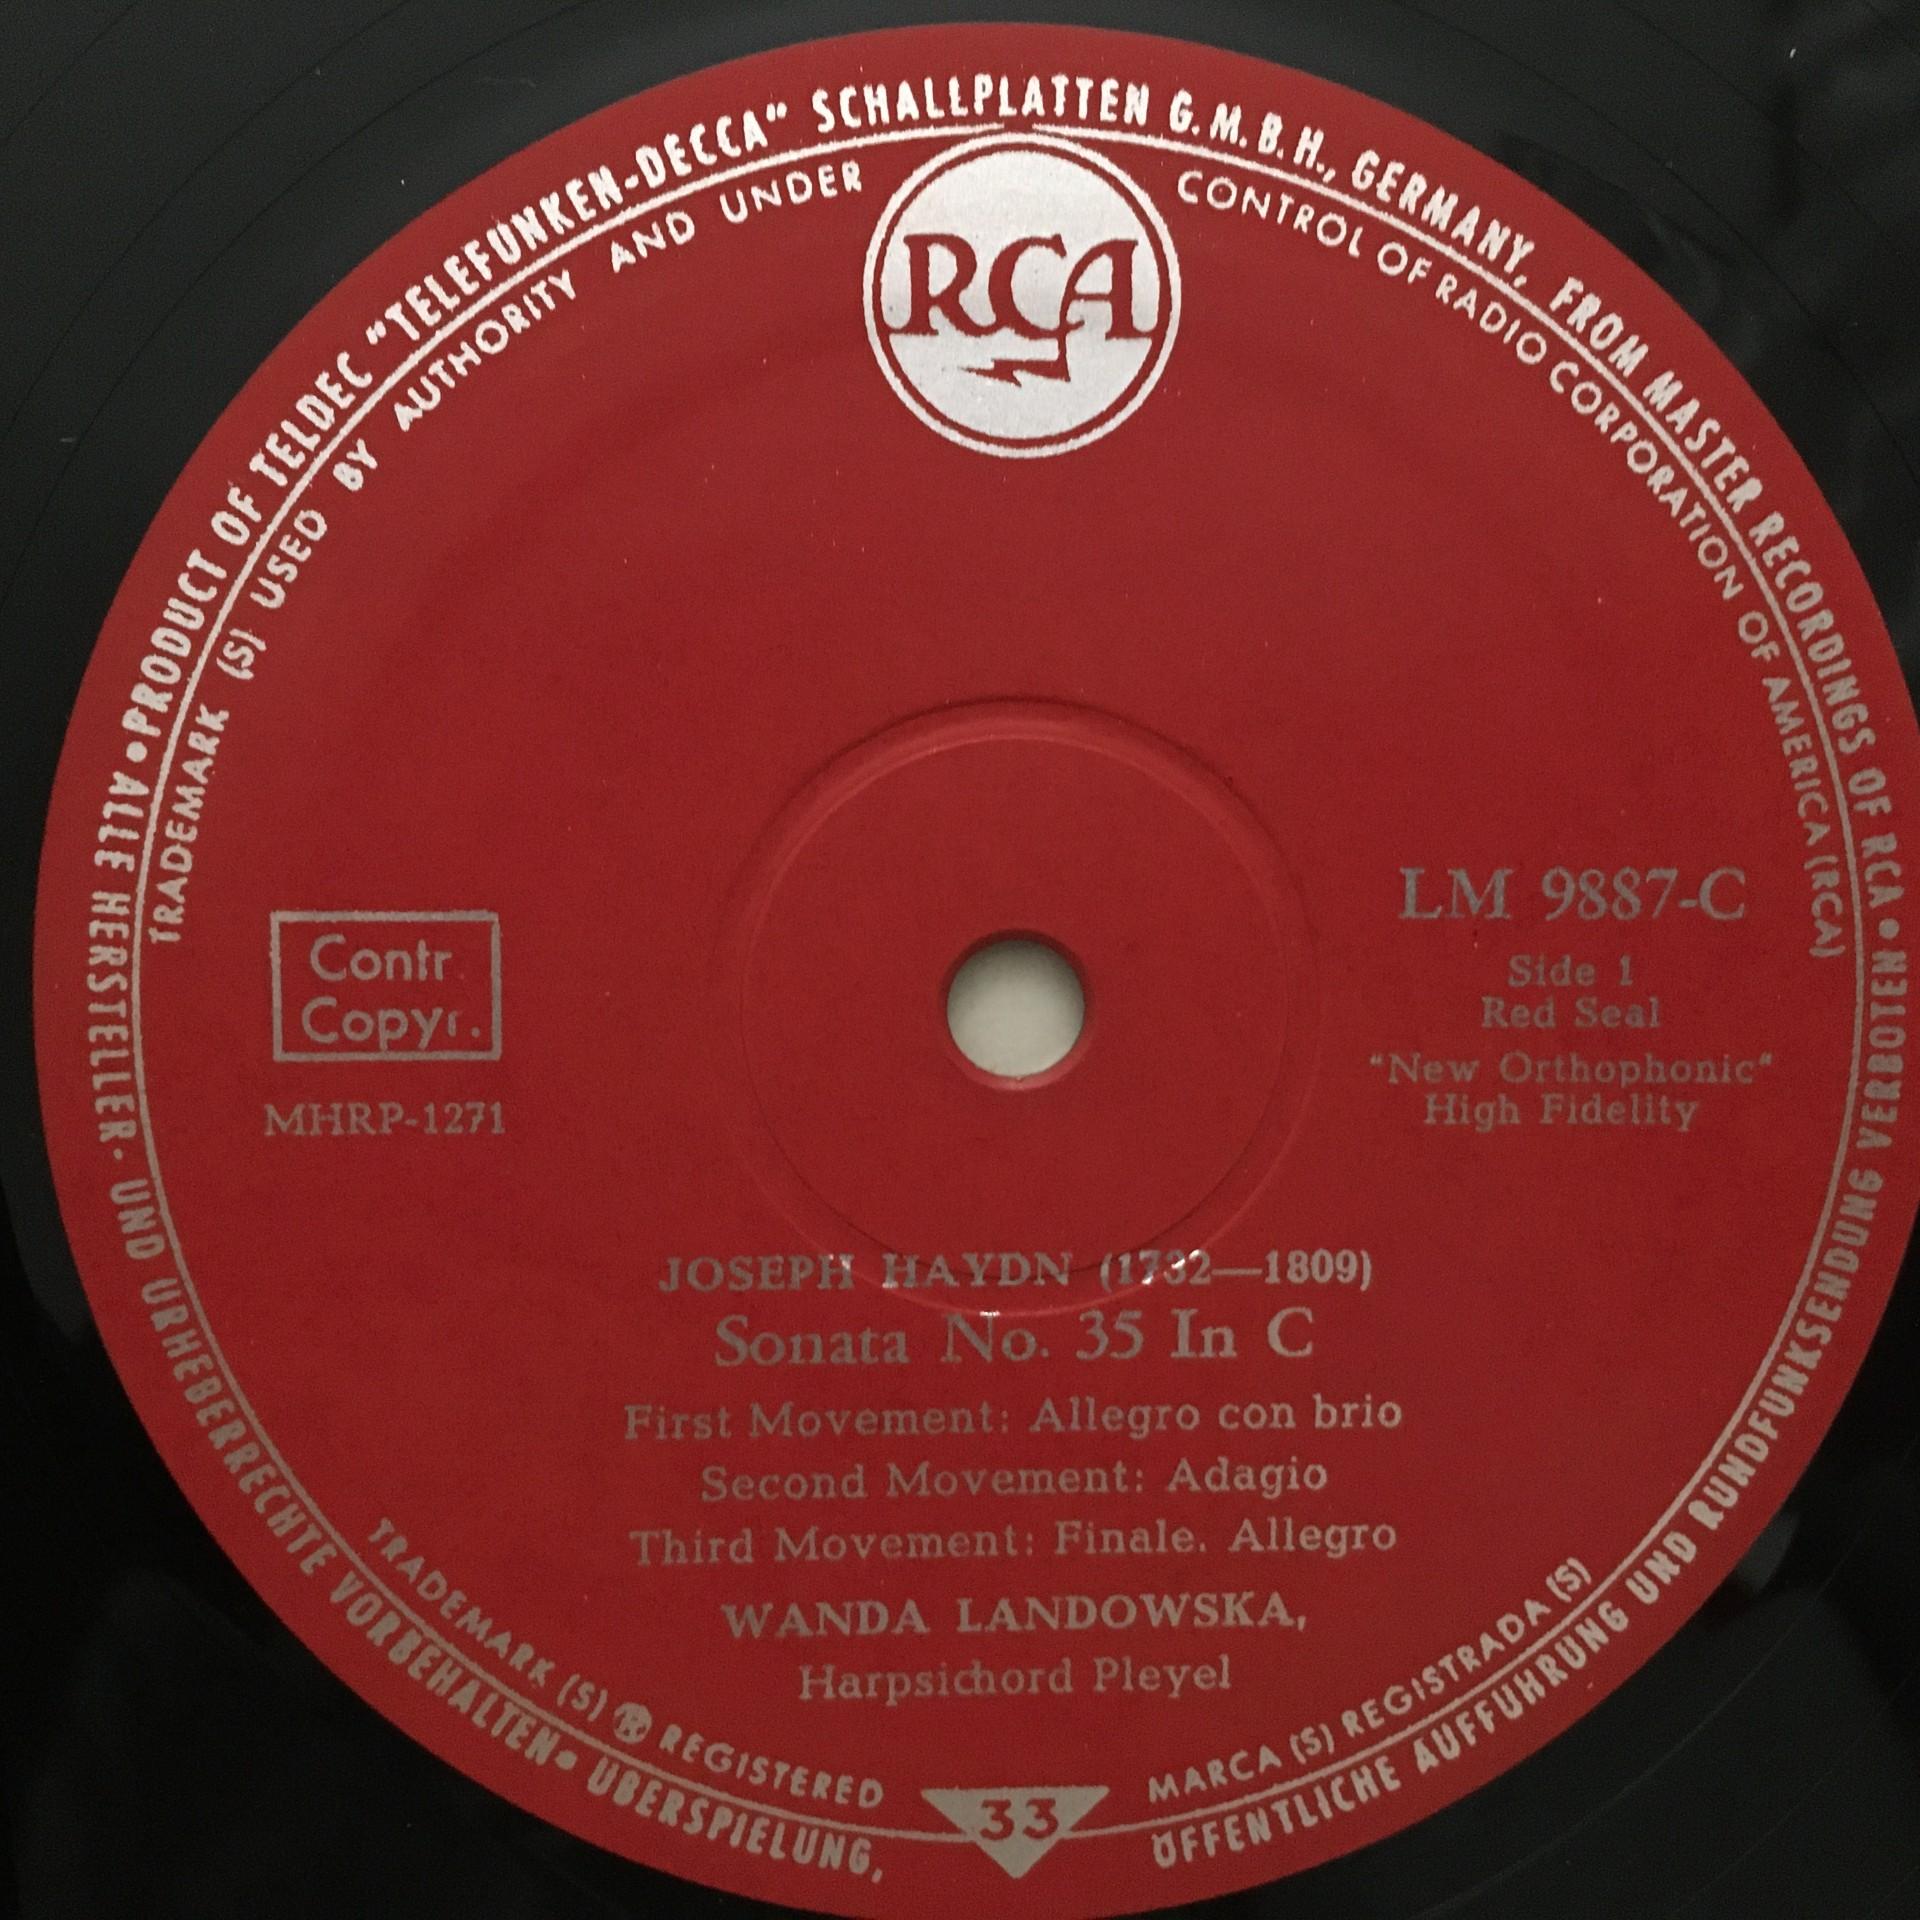 • PRODUCT OF TELDEC "TELEFUNKEN-DECCA" SCHALLPLATTEN G.M.B.H., GERMANY, FROM MASTER RECORDINGS OF RCA •
TRADEMARK (S) USED BY AUTHORITY AND UNDER CONTROL OF RADIO CORPORATION OF AMERICA (RCA)
RCA
Contr.
Copyr.
MHRP-1271
LM 9887-C
Side 1
Red Seal
"New Orthophonic"
High Fidelity
JOSEPH HAYDN (1732—1809)
Sonata No. 35 In C
First Movement: Allegro con brio
Second Movement: Adagio
Third Movement: Finale. Allegro
WANDA LANDOWSKA,
Harpsichord Pleyel
TRADEMARK (S) ® REGISTERED
MARCA (S) REGISTRADA (S)
33
ALLE HERSTELLER- UND URHEBERRECHTE VORBEHALTEN • ÜBERSPIELUNG, ÖFFENTLICHE AUFFÜHRUNG UND RUNDFUNKSENDUNG VERBOTEN